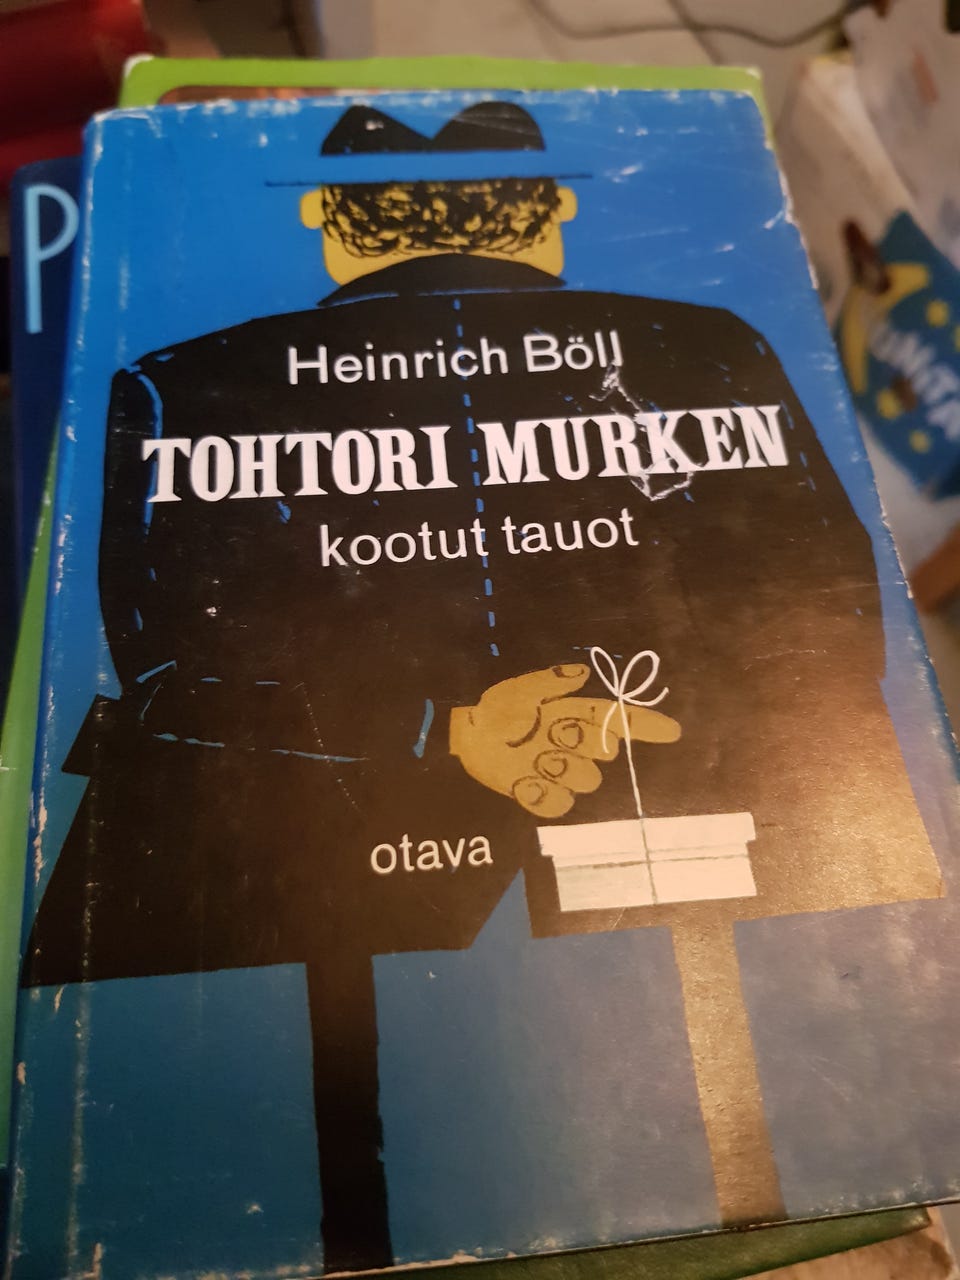 P
Heinrich Böll
TOHTORI MURKEN
kootut tauot
otava